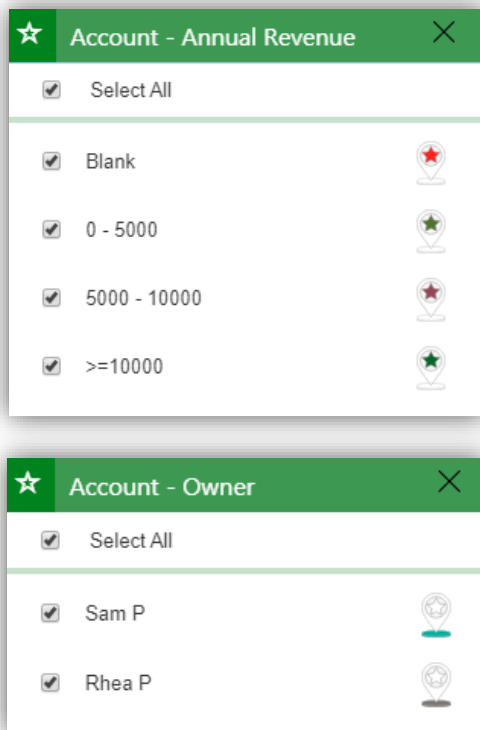 Account - Annual Revenue
Select All
Blank
0 - 5000
5000 - 10000
>=10000
Account - Owner
Select All
Sam P
Rhea P